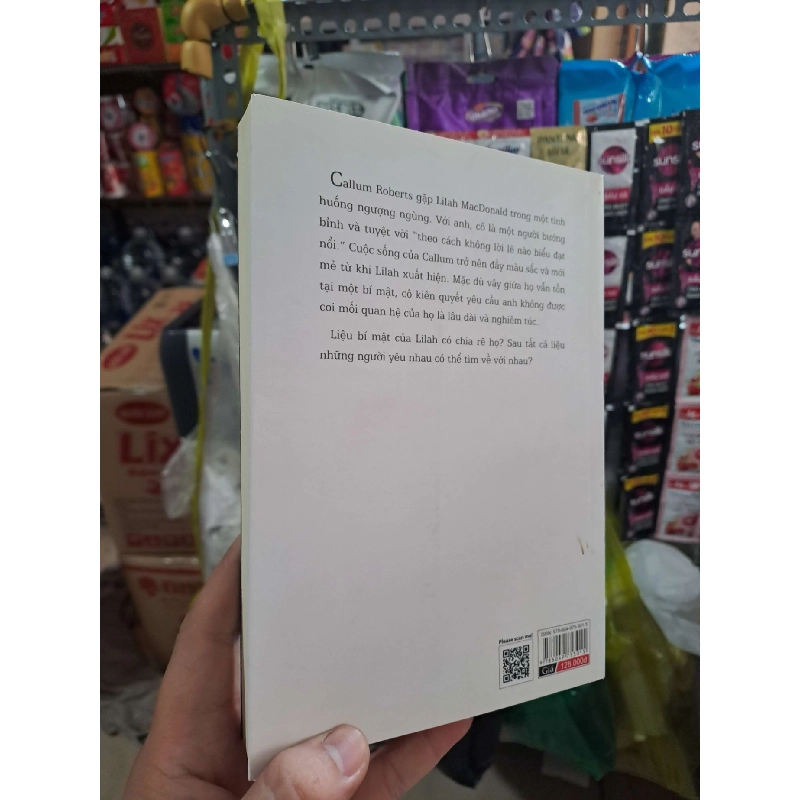 Callum Roberts gặp Lilah MacDonald trong một tình
huống ngượng ngùng. Với anh, cô là một người bướng
bỉnh và tuyệt vời "theo cách không lời lẽ nào biểu đạt
nổi." Cuộc sống của Callum trở nên đầy màu sắc và mới
mẻ từ khi Lilah xuất hiện. Mặc dù vậy giữa họ vẫn tồn
tại một bí mật, cô kiên quyết yêu cầu anh không được
coi mối quan hệ của họ là lâu dài và nghiêm túc.
Liệu bí mật của Lilah có chia rẽ họ? Sau tất cả liệu
những người yêu nhau có thể tìm về với nhau?
Please scan me!
Giá 128.000đ
Lix
sunsilk